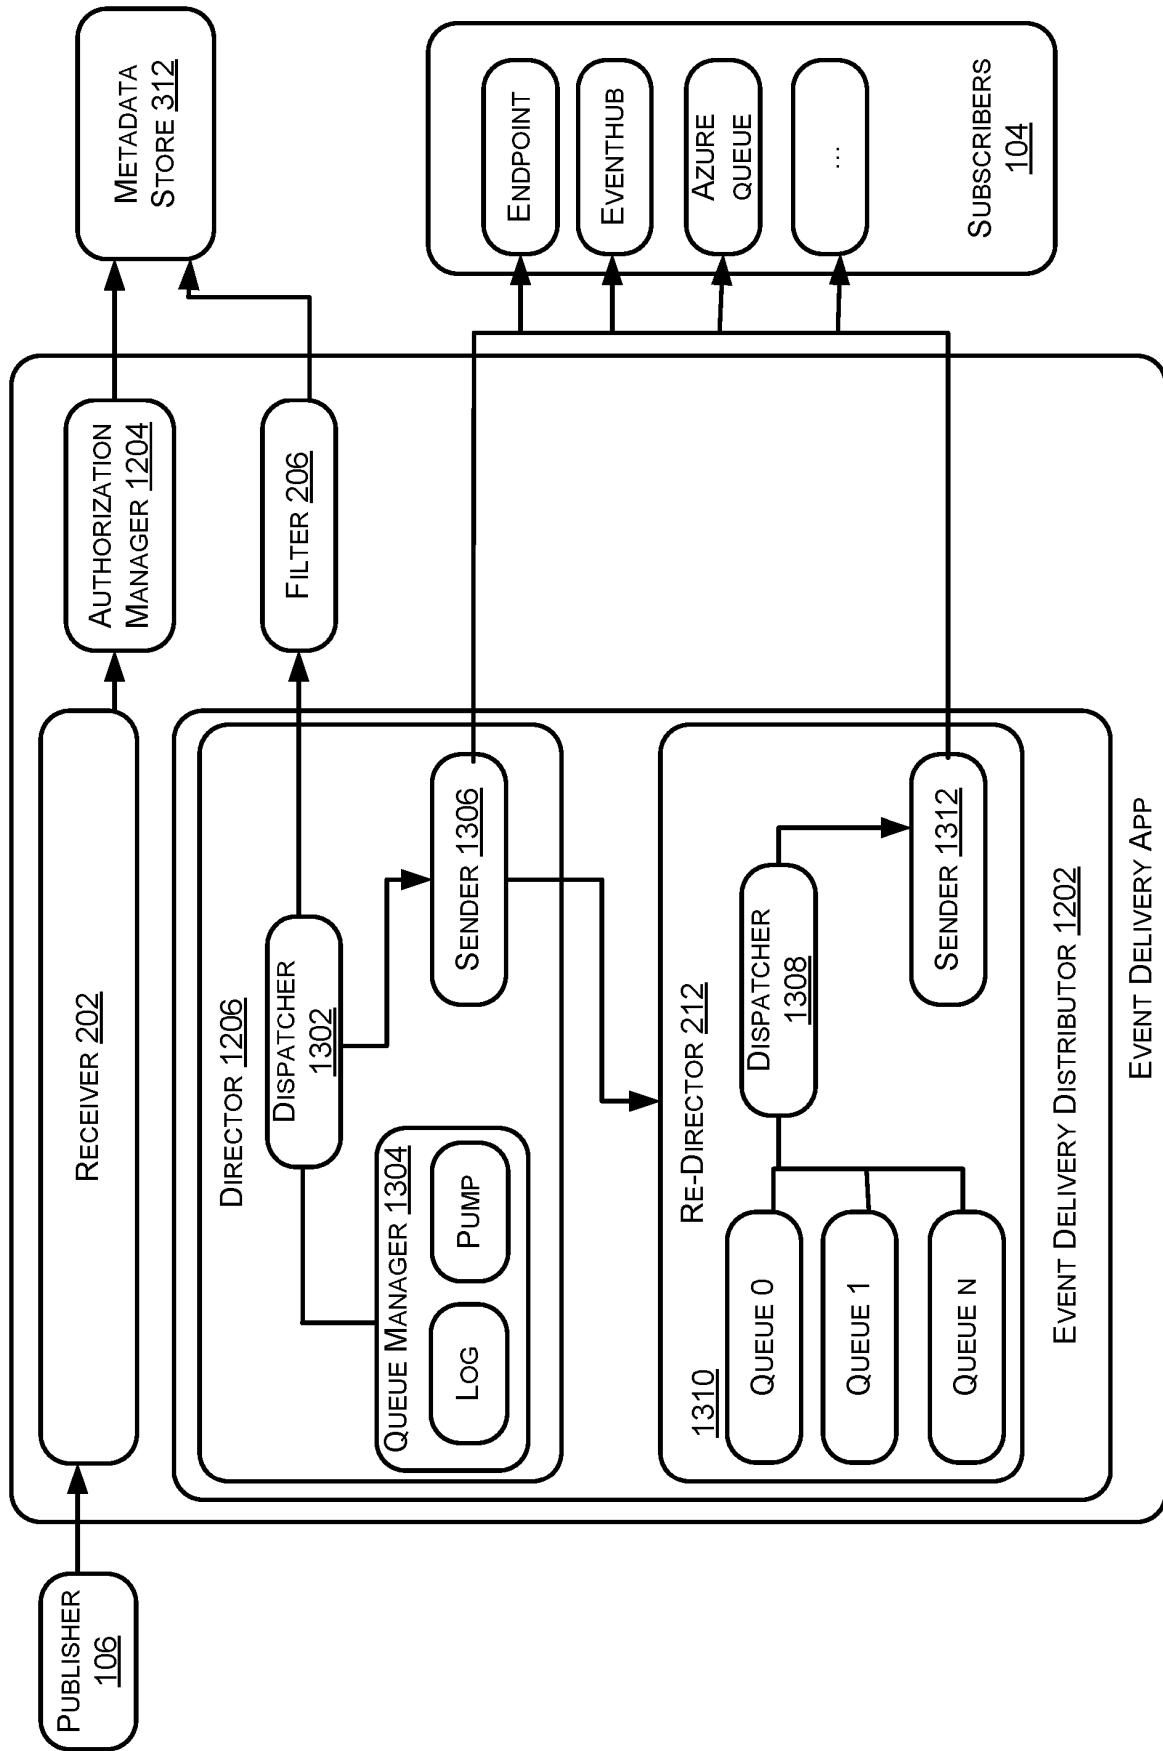 PUBLISHER
106
RECEIVER 202
AUTHORIZATION
MANAGER 1204
METADATA
STORE 312
DIRECTOR 1206
DISPATCHER
1302
FILTER 206
QUEUE MANAGER 1304
LOG
PUMP
SENDER 1306
RE-DIRECTOR 212
1310
QUEUE 0
QUEUE 1
QUEUE N
DISPATCHER
1308
SENDER 1312
EVENT DELIVERY DISTRIBUTOR 1202
EVENT DELIVERY APP
ENDPOINT
EVENTHUB
AZURE
QUEUE
...
SUBSCRIBERS
104